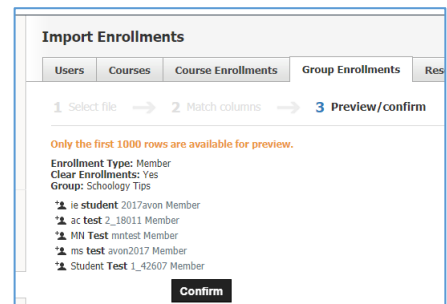 Import Enrollments
Users Courses Course Enrollments Group Enrollments Res
1 Select file 2 Match columns 3 Preview/confirm
Only the first 1000 rows are available for preview.
Enrollment Type: Member
Clear Enrollments: Yes
Group: Schoology Tips
ie student 2017avon Member
ac test 2_18011 Member
MN Test mntest Member
ms test avon2017 Member
Student Test 1_42607 Member
Confirm